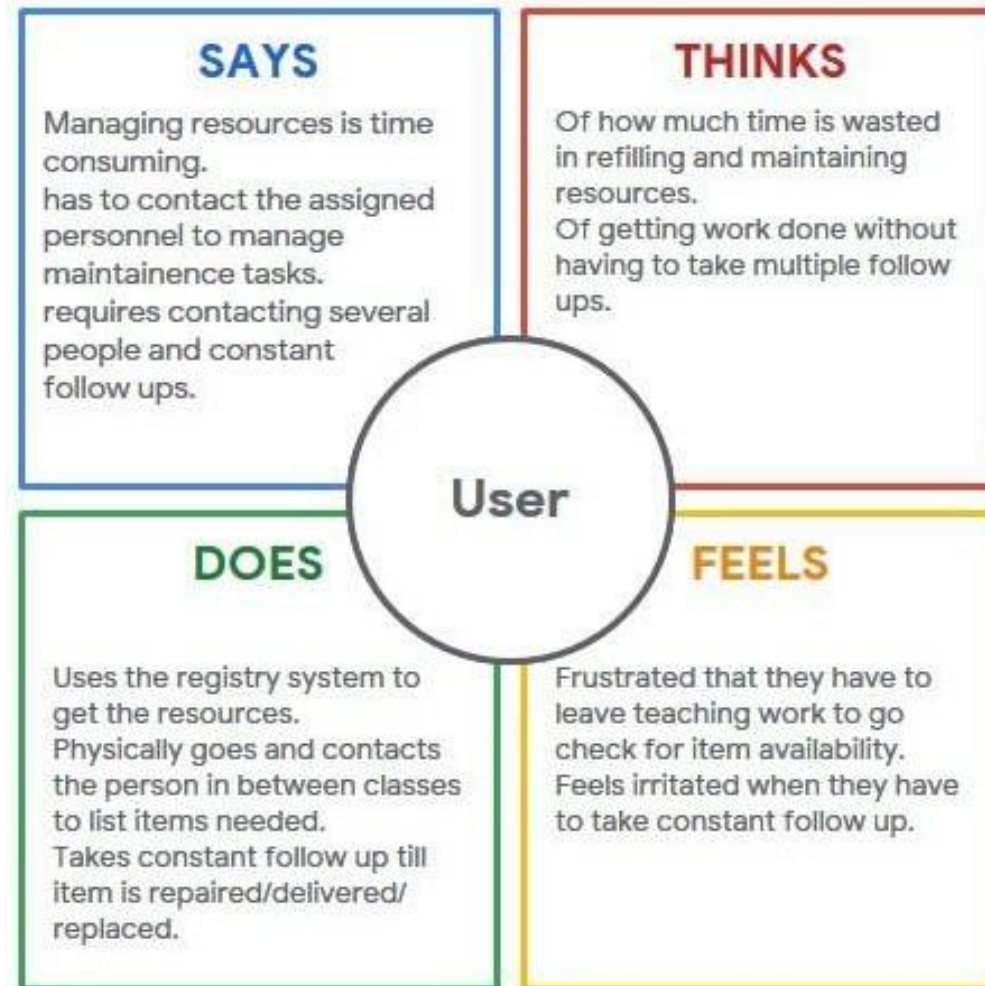 SAYS
Managing resources is time
consuming.
has to contact the assigned
personnel to manage
maintainence tasks.
requires contacting several
people and constant
follow ups.
THINKS
Of how much time is wasted
in refilling and maintaining
resources.
Of getting work done without
having to take multiple follow
ups.
User
DOES
Uses the registry system to
get the resources.
Physically goes and contacts
the person in between classes
to list items needed.
Takes constant follow up till
item is repaired/delivered/
replaced.
FEELS
Frustrated that they have to
leave teaching work to go
check for item availability.
Feels irritated when they have
to take constant follow up.